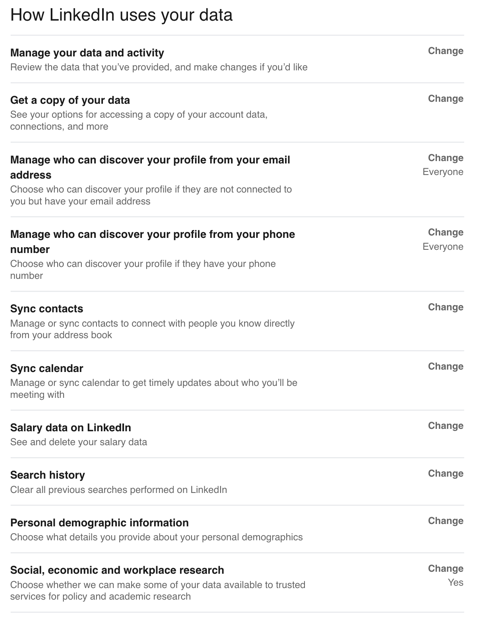 How LinkedIn uses your data
Manage your data and activity
Change
Review the data that you've provided, and make changes if you'd like
Get a copy of your data
Change
See your options for accessing a copy of your account data,
connections, and more
Manage who can discover your profile from your email
address
Change
Everyone
Choose who can discover your profile if they are not connected to
you but have your email address
Manage who can discover your profile from your phone
number
Change
Everyone
Choose who can discover your profile if they have your phone
number
Sync contacts
Change
Manage or sync contacts to connect with people you know directly
from your address book
Sync calendar
Change
Manage or sync calendar to get timely updates about who you'll be
meeting with
Salary data on LinkedIn
Change
See and delete your salary data
Search history
Change
Clear all previous searches performed on LinkedIn
Personal demographic information
Change
Choose what details you provide about your personal demographics
Social, economic and workplace research
Change
Yes
Choose whether we can make some of your data available to trusted
services for policy and academic research